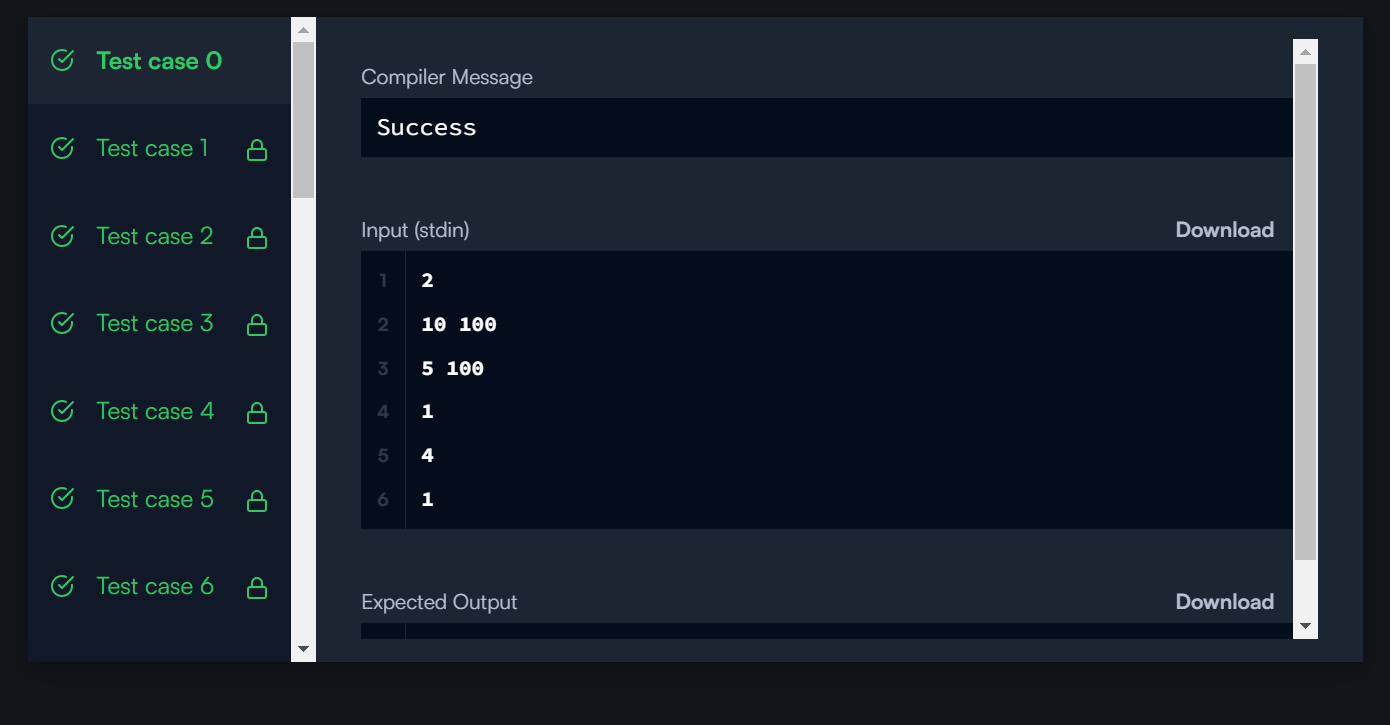 Test case 0
Test case 1
Test case 2
Test case 3
Test case 4
Test case 5
Test case 6
Compiler Message
Success
Input (stdin) Download
1 2
2 10 100
3 5 100
4 1
5 4
6 1
Expected Output Download